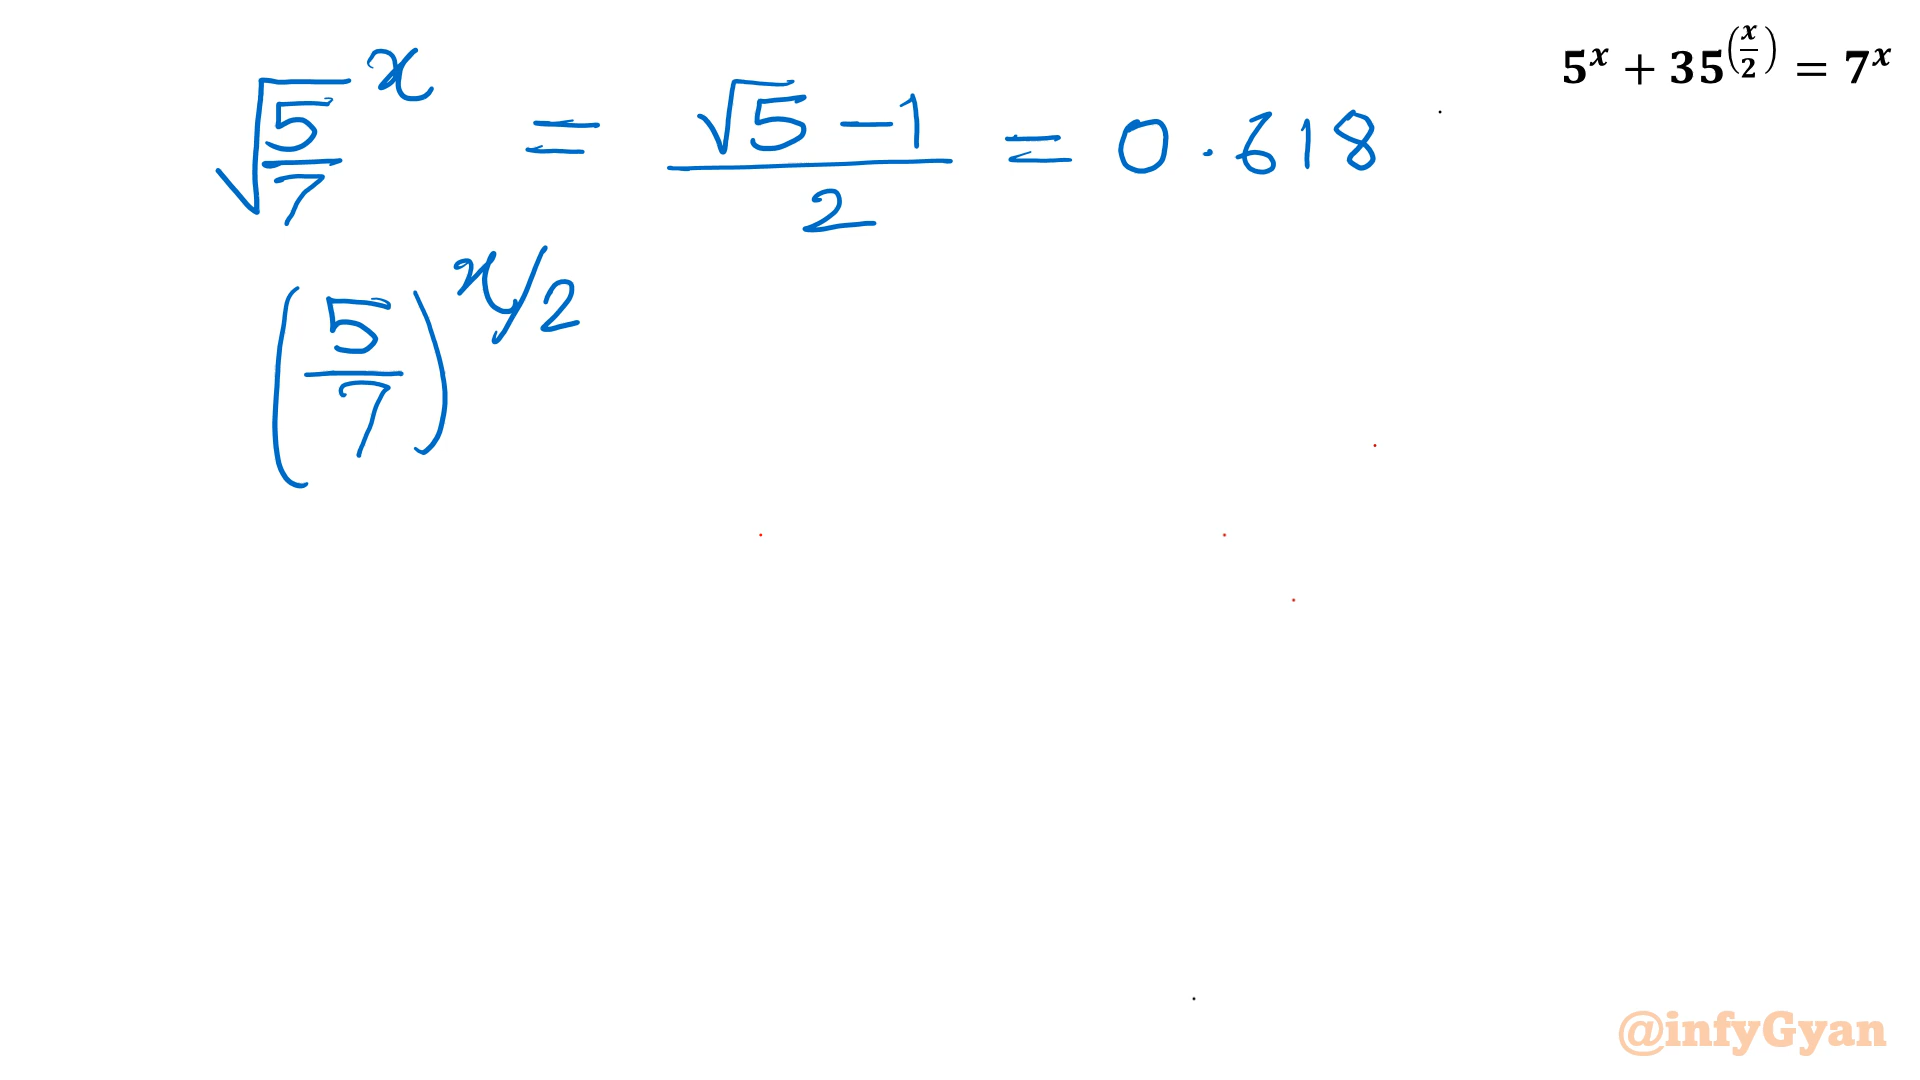 5^x + 35^(x/2) = 7^x
√(5/7)^x = (√5 - 1)/2 = 0.618
(5/7)^x/2
@infyGyan